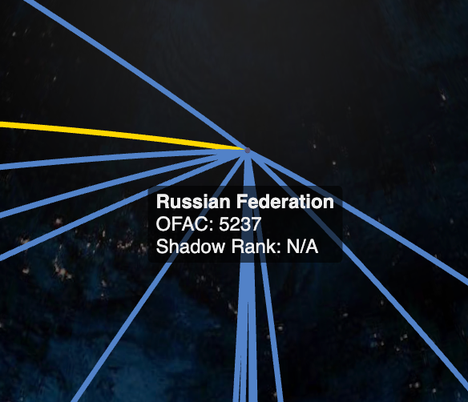 Russian Federation
OFAC: 5237
Shadow Rank: N/A